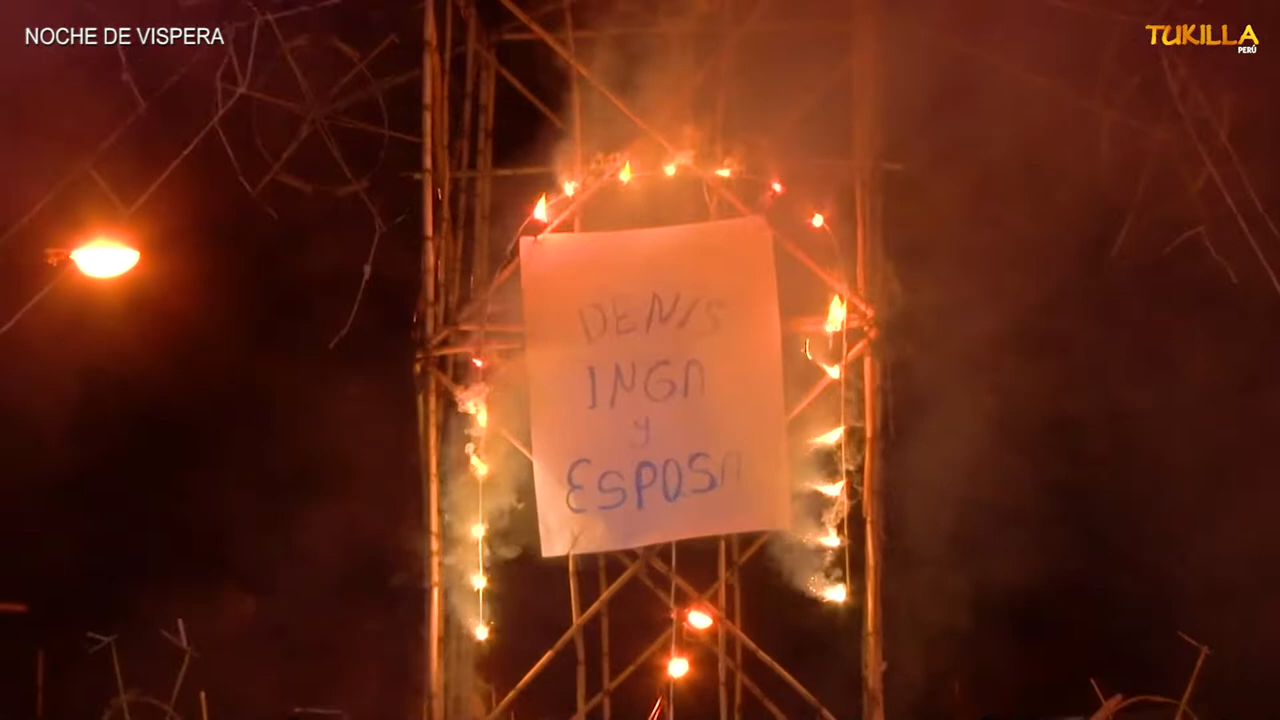 NOCHE DE VISPERA
TUKILLA
PERÚ
DENIS
INGA
y
ESPOSA